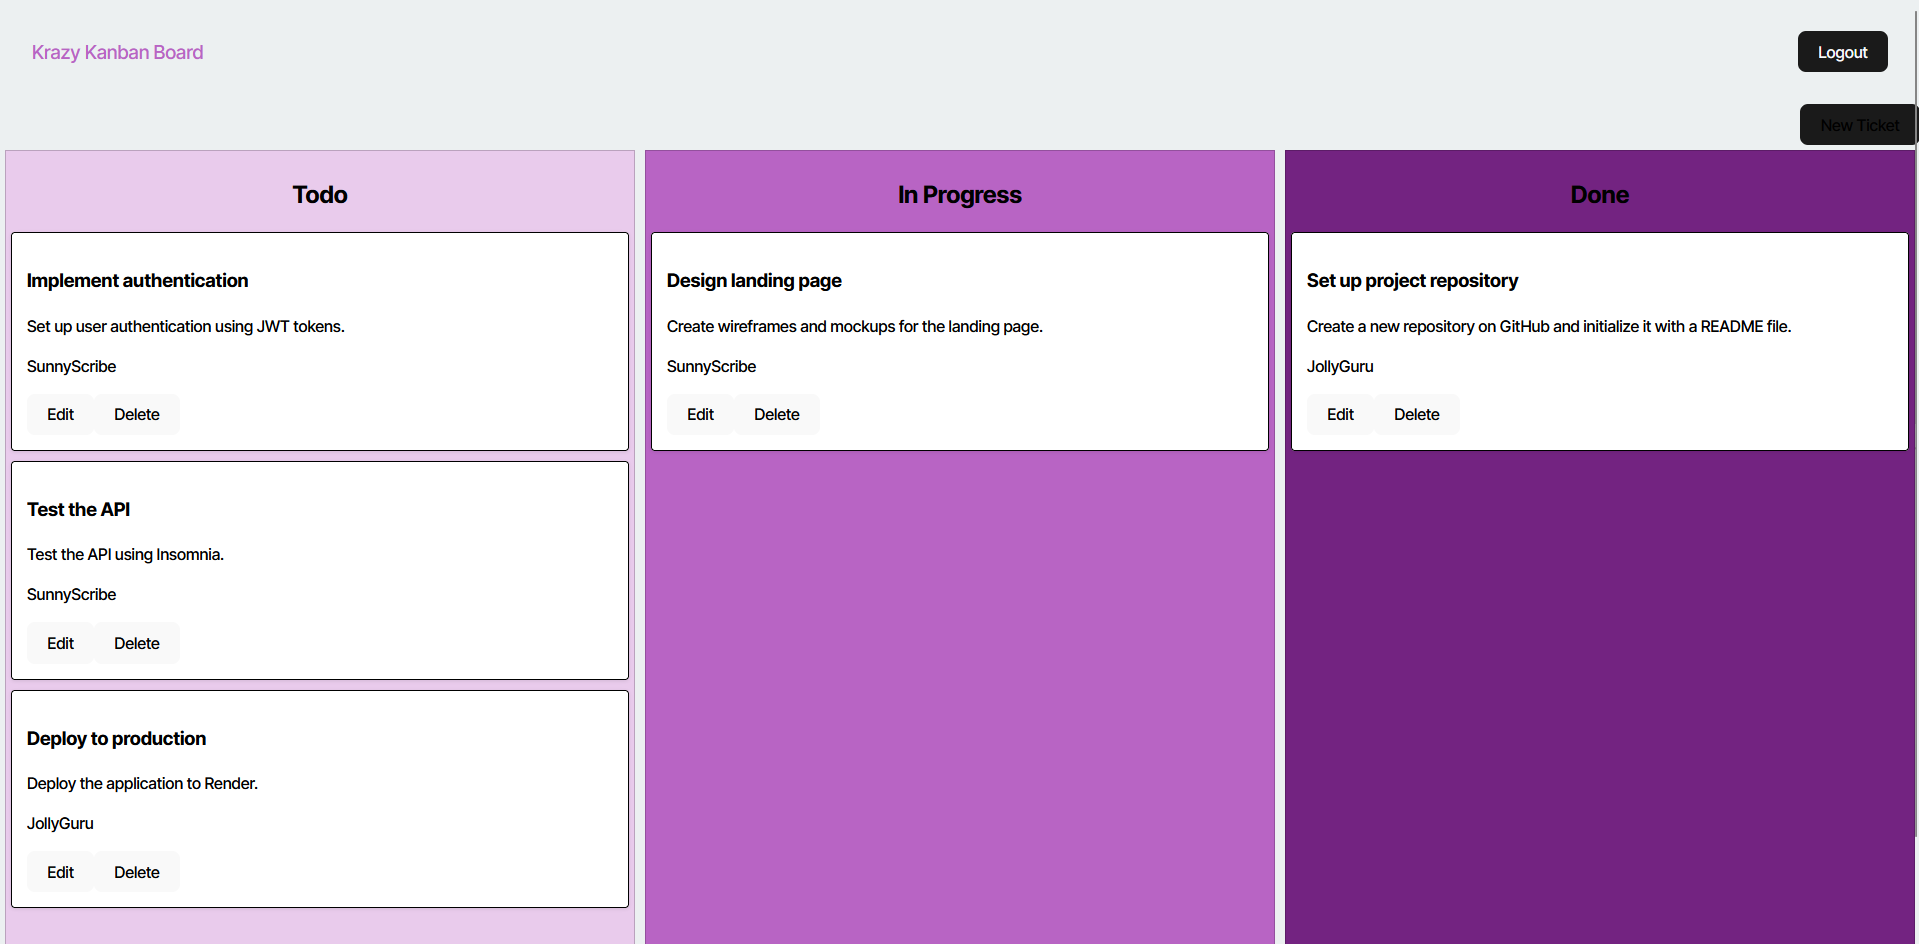 Krazy Kanban Board
Logout
New Ticket
Todo
Implement authentication
Set up user authentication using JWT tokens.
SunnyScribe
Edit Delete
Test the API
Test the API using Insomnia.
SunnyScribe
Edit Delete
Deploy to production
Deploy the application to Render.
JollyGuru
Edit Delete
In Progress
Design landing page
Create wireframes and mockups for the landing page.
SunnyScribe
Edit Delete
Done
Set up project repository
Create a new repository on GitHub and initialize it with a README file.
JollyGuru
Edit Delete